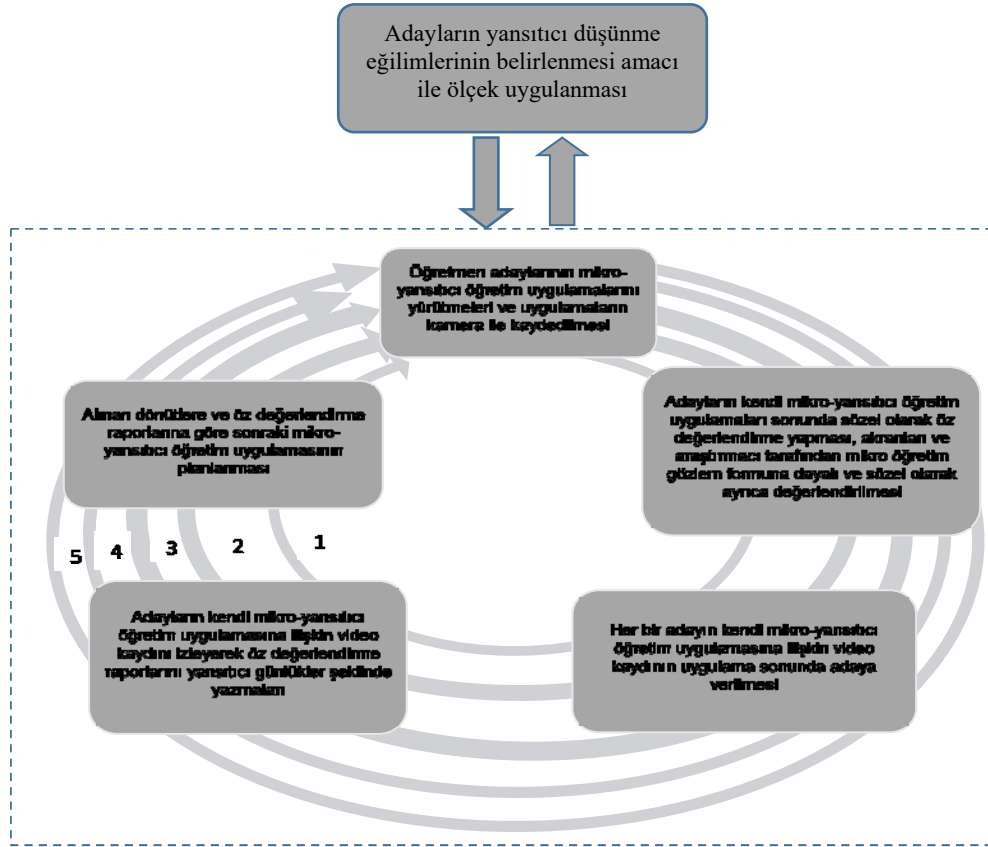 Adayların yansıtıcı düşünme
eğilimlerinin belirlenmesi amacı
ile ölçek uygulanması
Öğretmen adaylarının mikro-
yansıtıcı öğretim uygulamalarını
yürütmeleri ve uygulamaların
kamera ile kaydedilmesi
Adayların kendi mikro-yansıtıcı öğretim
uygulamaları sonunda sözel olarak öz
değerlendirme yapması, akranları ve
araştırmacı tarafından mikro öğretim
gözlem formuna dayalı ve sözel olarak
ayrıca değerlendirilmesi
Her bir adayın kendi mikro-yansıtıcı
öğretim uygulamasına ilişkin video
kaydının uygulama sonunda adaya
verilmesi
Adayların kendi mikro-yansıtıcı
öğretim uygulamasına ilişkin video
kaydını izleyerek öz değerlendirme
raporlarını yansıtıcı günlükler şeklinde
yazmaları
Alınan dönütlere ve öz değerlendirme
raporlarına göre sonraki mikro-
yansıtıcı öğretim uygulamasının
planlanması
5 4 3 2 1